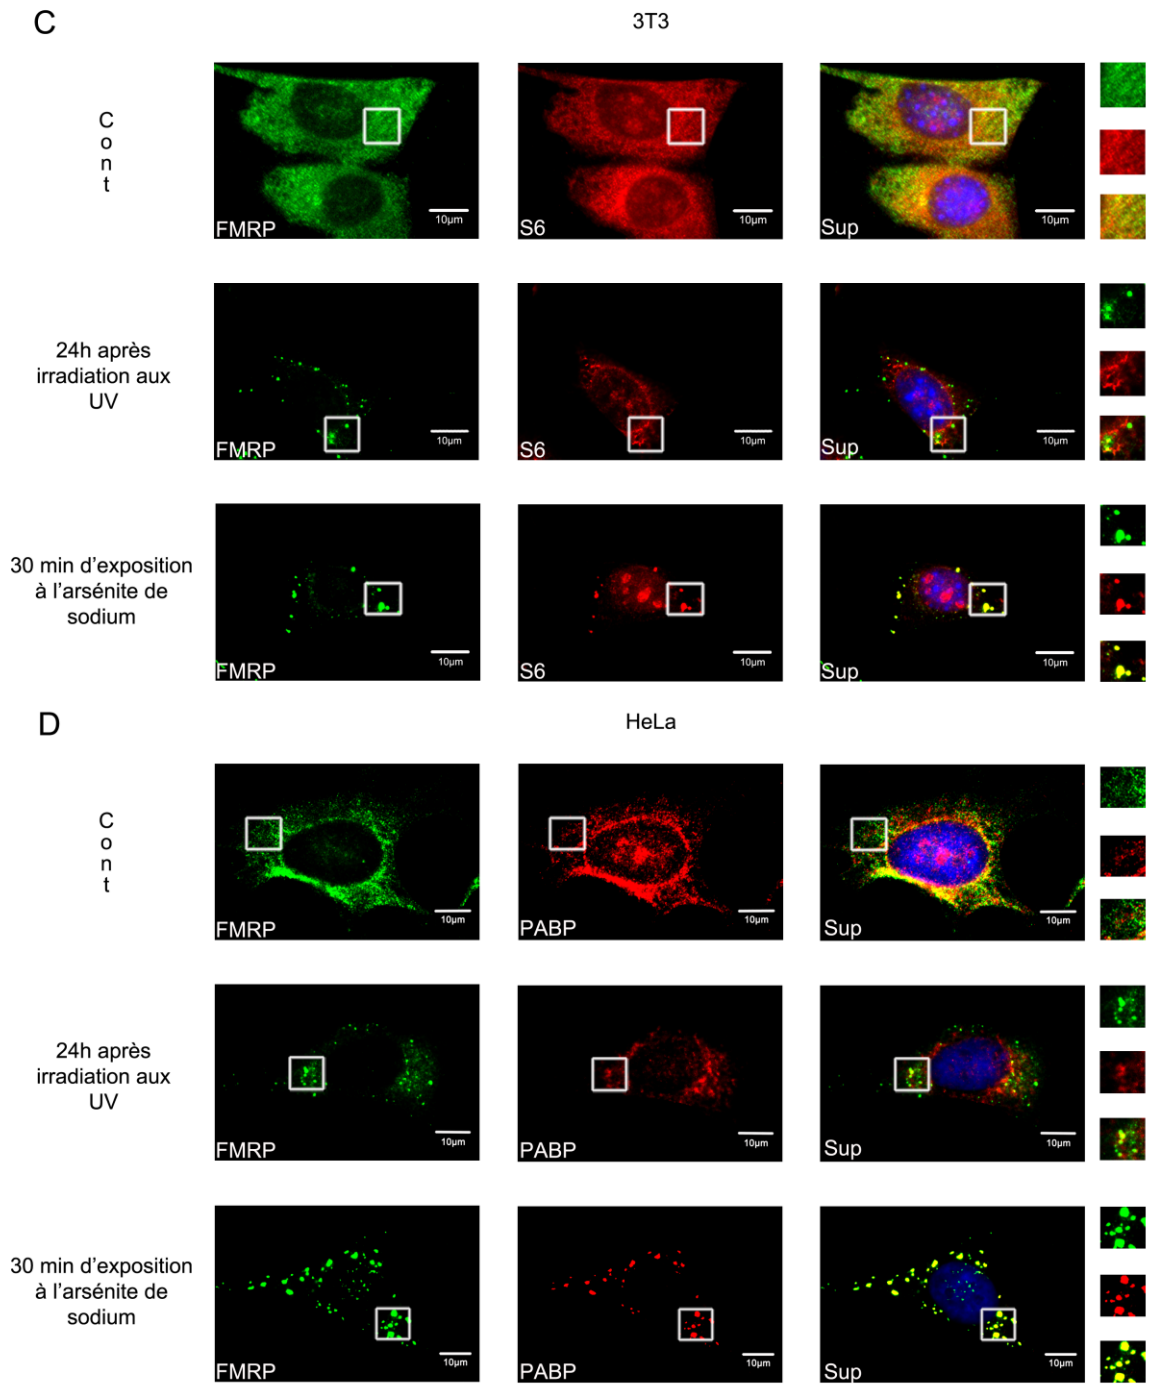 C
3T3
Cont
FMRP
10µm
S6
10µm
Sup
10µm
24h après
irradiation aux
UV
FMRP
10µm
S6
10µm
Sup
10µm
30 min d’exposition
à l’arsénite de
sodium
FMRP
10µm
S6
10µm
Sup
10µm
D
HeLa
Cont
FMRP
10µm
PABP
10µm
Sup
10µm
24h après
irradiation aux
UV
FMRP
10µm
PABP
10µm
Sup
10µm
30 min d’exposition
à l’arsénite de
sodium
FMRP
10µm
PABP
10µm
Sup
10µm